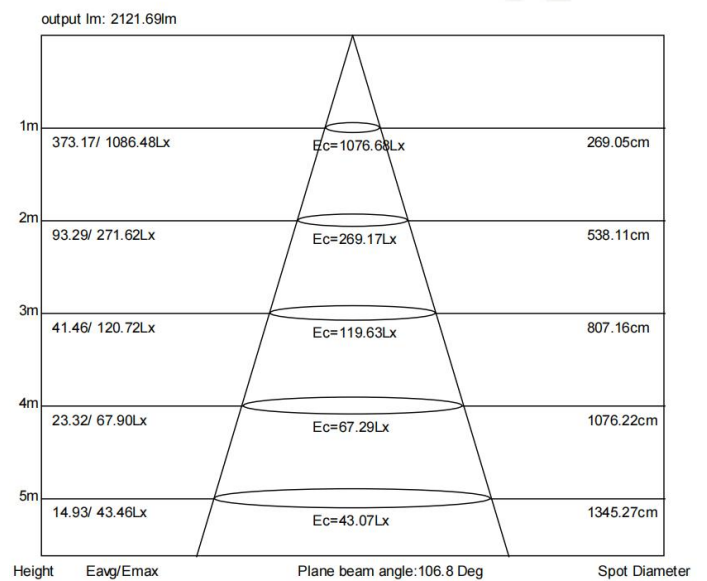 output lm: 2121.69lm
1m
373.17/ 1086.48Lx
Ec=1076.68Lx
269.05cm
2m
93.29/ 271.62Lx
Ec=269.17Lx
538.11cm
3m
41.46/ 120.72Lx
Ec=119.63Lx
807.16cm
4m
23.32/ 67.90Lx
Ec=67.29Lx
1076.22cm
5m
14.93/ 43.46Lx
Ec=43.07Lx
1345.27cm
Height Eavg/Emax Plane beam angle:106.8 Deg Spot Diameter